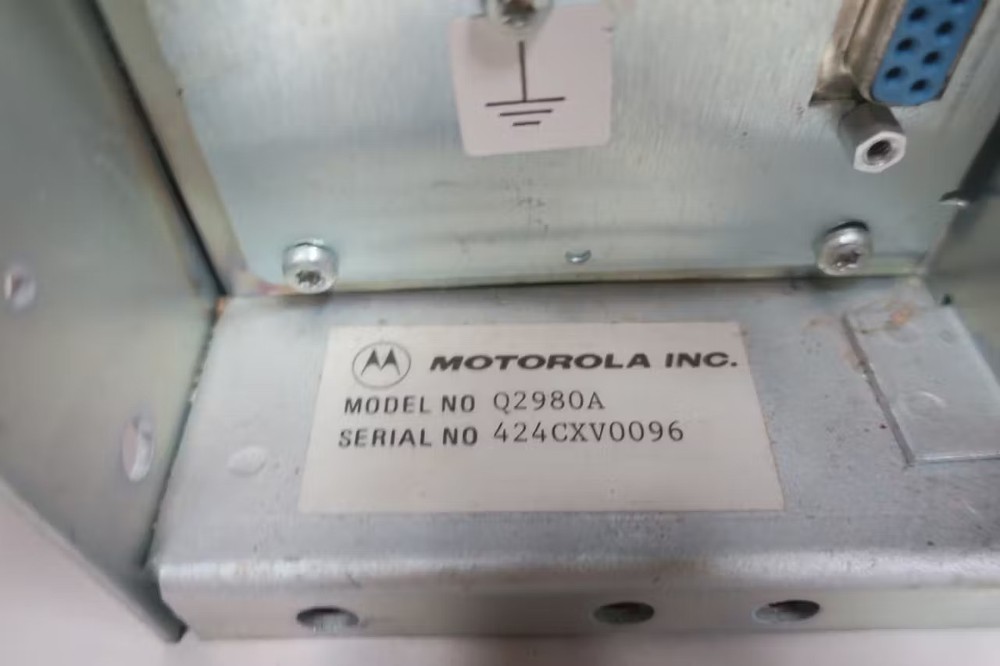 MOTOROLA INC.
MODEL NO Q2980A
SERIAL NO 424CXV0096